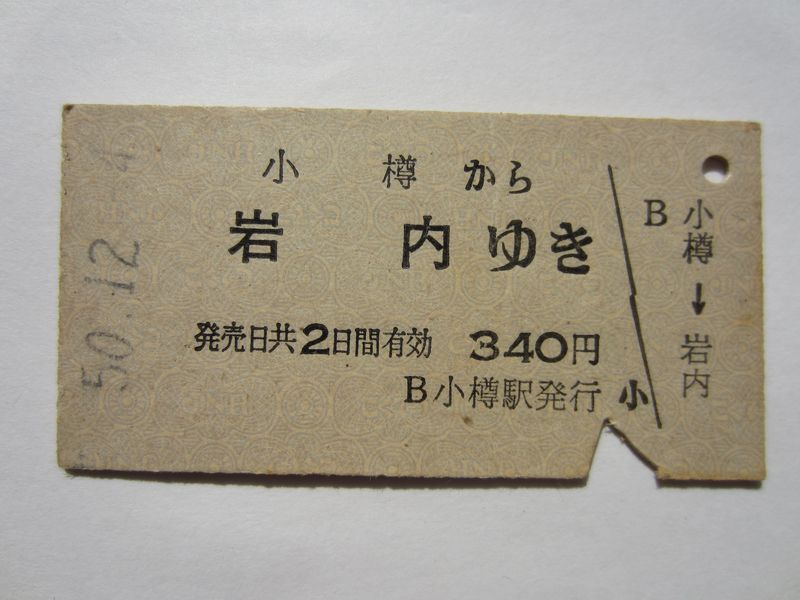 小樽から
岩内ゆき
発売日共2日間有効 340円
B小樽駅発行 小
B 小樽→岩内
50.12